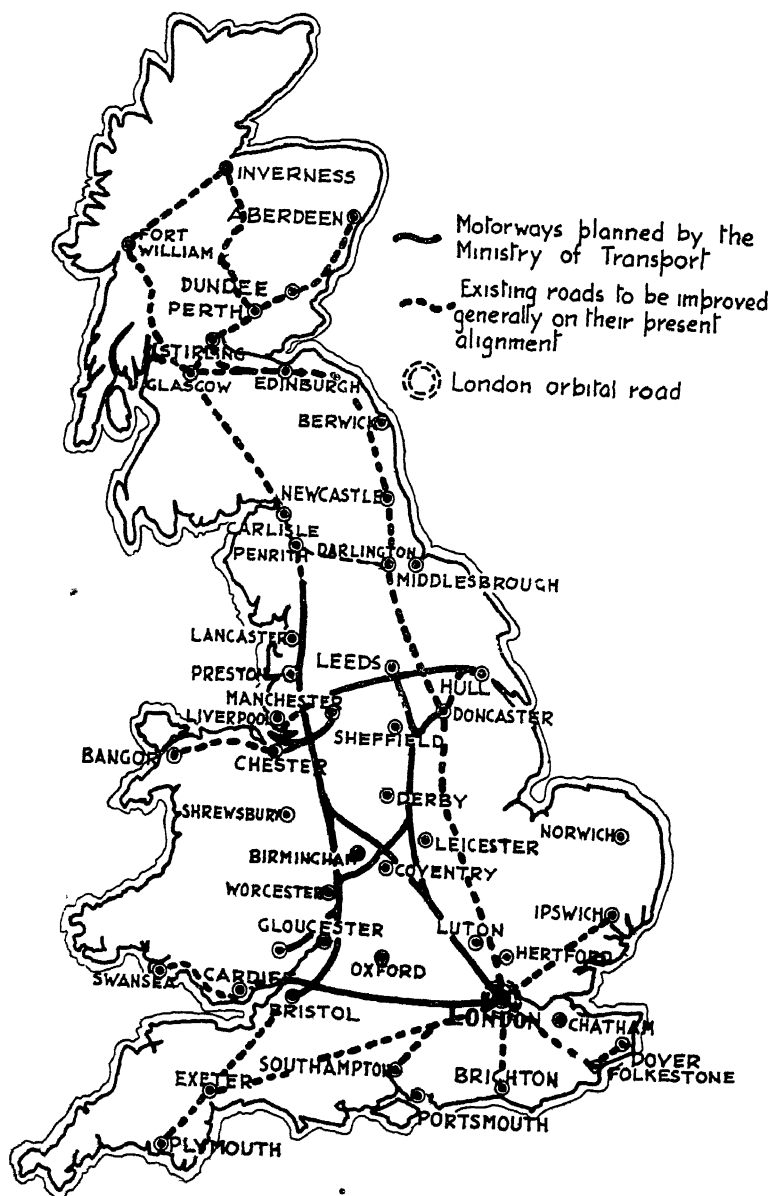 INVERNESS
ABERDEEN
FORT
WILLIAM
DUNDEE
PERTH
STIRLING
GLASGOW
EDINBURGH
BERWICK
Motorways planned by the
Ministry of Transport
Existing roads to be improved
generally on their present
alignment
London orbital road
NEWCASTLE
CARLISLE
PENRITH
DARLINGTON
MIDDLESBROUGH
LANCASTER
PRESTON
LEEDS
HULL
MANCHESTER
LIVERPOOL
DONCASTER
SHEFFIELD
BANGOR
CHESTER
DERBY
SHREWSBURY
NORWICH
LEICESTER
BIRMINGHAM
COVENTRY
WORCESTER
IPSWICH
GLOUCESTER
LUTON
HERTFORD
OXFORD
SWANSEA
CARDIFF
BRISTOL
LONDON
CHATHAM
DOVER
FOLKESTONE
SOUTHAMPTON
BRIGHTON
EXETER
PORTSMOUTH
PLYMOUTH